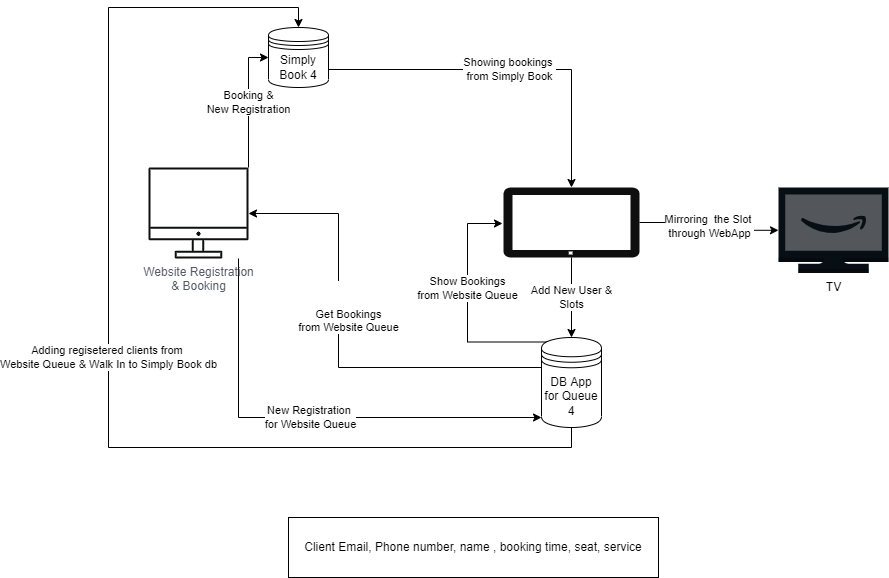 Simply
Book 4
Showing bookings
from Simply Book
Booking &
New Registration
Mirroring  the Slot
through WebApp
Website Registration
& Booking
TV
Show Bookings
from Website Queue
Add New User &
Slots
Get Bookings
from Website Queue
Adding regisetered clients from
Website Queue & Walk In to Simply Book db
DB App
for Queue
4
New Registration
for Website Queue
Client Email, Phone number, name , booking time, seat, service